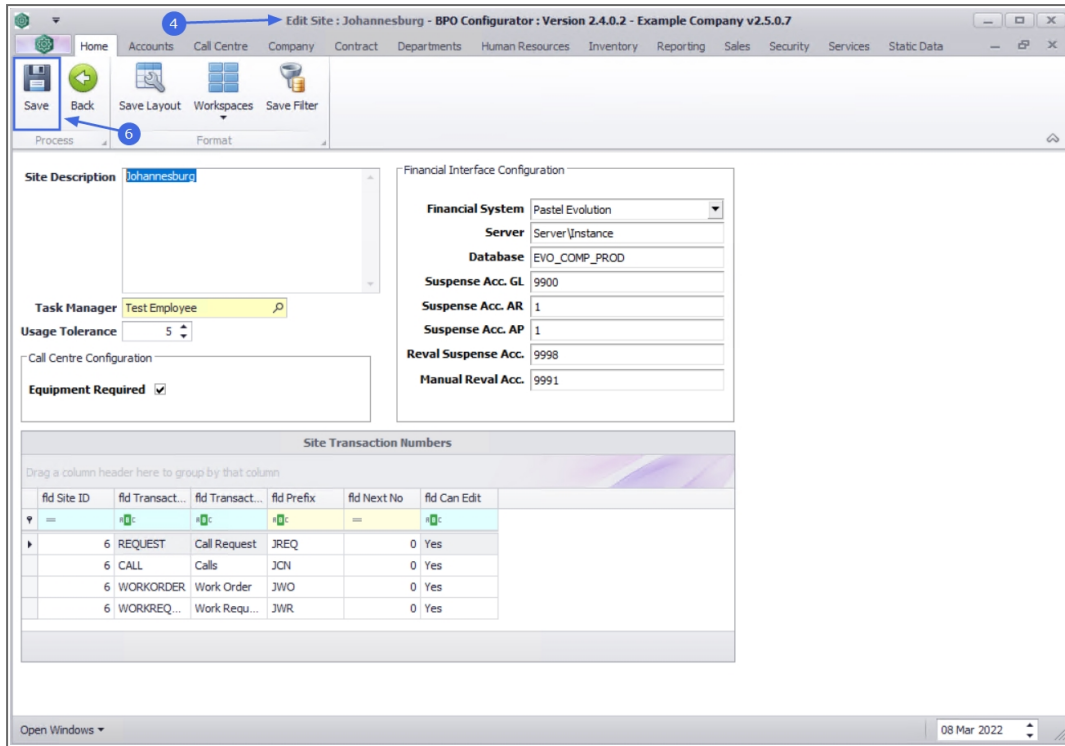 4
Edit Site : Johannesburg - BPO Configurator : Version 2.4.0.2 - Example Company v2.5.0.7
Home Accounts Call Centre Company Contract Departments Human Resources Inventory Reporting Sales Security Services Static Data
Save Back Save Layout Workspaces Save Filter
6
Process Format
Site Description Johannesburg
Task Manager Test Employee
Usage Tolerance 5
Call Centre Configuration
Equipment Required
Financial Interface Configuration
Financial System Pastel Evolution
Server Server\Instance
Database EVO_COMP_PROD
Suspense Acc. GL 9900
Suspense Acc. AR 1
Suspense Acc. AP 1
Reval Suspense Acc. 9998
Manual Reval Acc. 9991
Site Transaction Numbers
Drag a column header here to group by that column
fld Site ID fld Transact... fld Transact... fld Prefix fld Next No fld Can Edit
= ABC ABC ABC = ABC
6 REQUEST Call Request JREQ 0 Yes
6 CALL Calls JCN 0 Yes
6 WORKORDER Work Order JWO 0 Yes
6 WORKREQ... Work Requ... JWR 0 Yes
Open Windows 08 Mar 2022